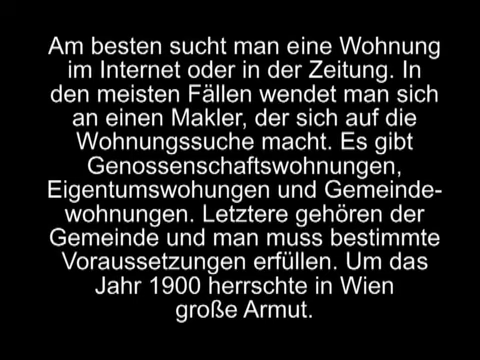 Am besten sucht man eine Wohnung
im Internet oder in der Zeitung. In
den meisten Fällen wendet man sich
an einen Makler, der sich auf die
Wohnungssuche macht. Es gibt
Genossenschaftswohnungen,
Eigentumswohungen und Gemeinde-
wohnungen. Letztere gehören der
Gemeinde und man muss bestimmte
Voraussetzungen erfüllen. Um das
Jahr 1900 herrschte in Wien
große Armut.